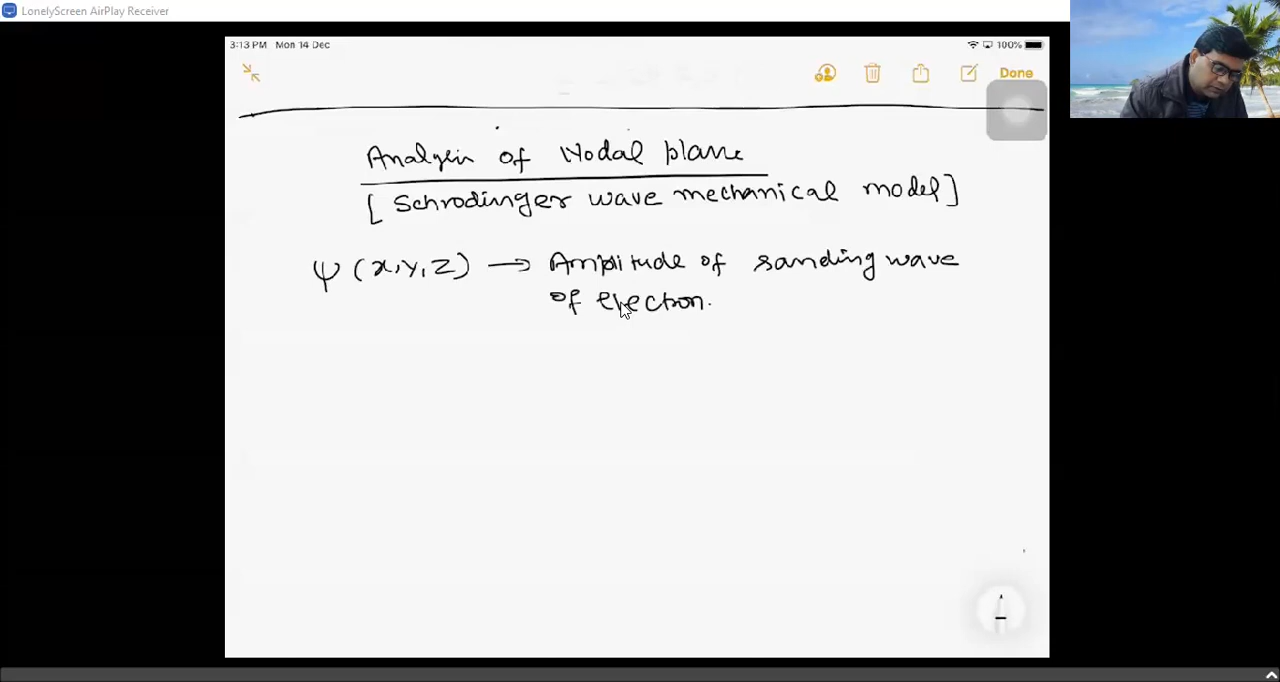 LonelyScreen AirPlay Receiver
3:13 PM Mon 14 Dec
100%
Done
Analysis of Nodal plane
[Schrodinger wave mechanical model]
Ψ (x,y,z) → Amplitude of sanding wave
of electron.